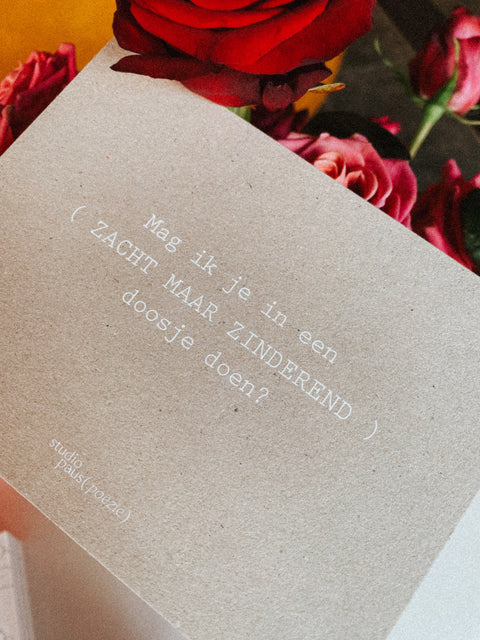 Mag ik je in een
( ZACHT MAAR ZINDEREND )
doosje doen?
studio
paus(poëzie)